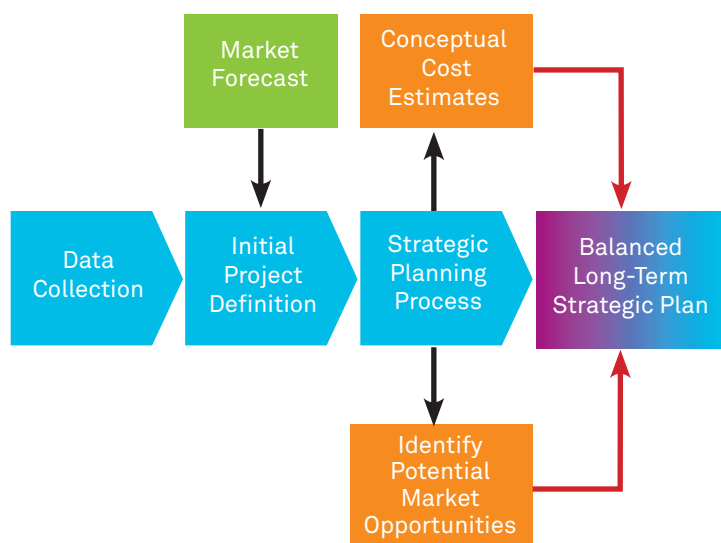 Market
Forecast
Conceptual
Cost
Estimates
Data
Collection
Initial
Project
Definition
Strategic
Planning
Process
Balanced
Long-Term
Strategic Plan
Identify
Potential
Market
Opportunities